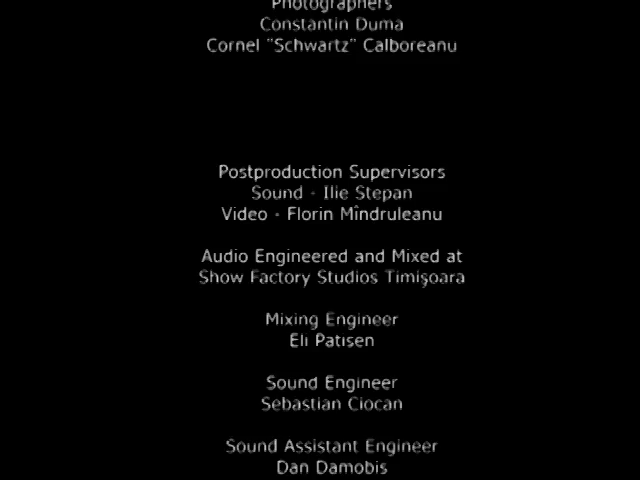 Photographers
Constantin Duma
Cornel "Schwartz" Calboreanu
Postproduction Supervisors
Sound - Ilie Stepan
Video - Florin Mîndruleanu
Audio Engineered and Mixed at
Show Factory Studios Timişoara
Mixing Engineer
Eli Patisen
Sound Engineer
Sebastian Ciocan
Sound Assistant Engineer
Dan Damobis